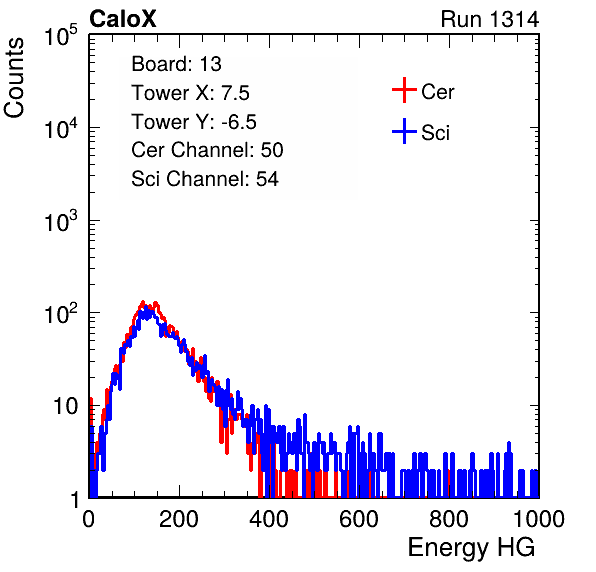 CaloX Run 1314
Board: 13
Tower X: 7.5
Tower Y: -6.5
Cer Channel: 50
Sci Channel: 54
Cer
Sci
Counts
10^5
10^4
10^3
10^2
10
1
0 200 400 600 800 1000
Energy HG